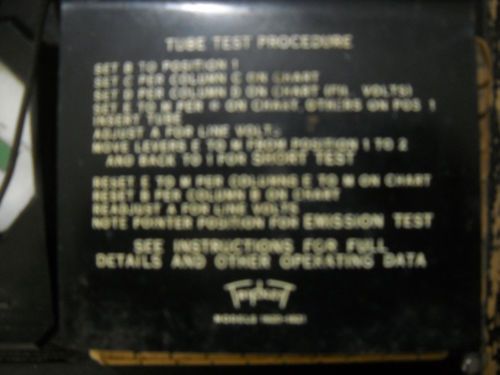 TUBE TEST PROCEDURE
SET B TO POSITION 1
SET C PER COLUMN C ON CHART
SET D PER COLUMN D ON CHART (FIL. VOLTS)
SET E TO M PER ON CHART, OTHERS ON POS 1
INSERT TUBE
ADJUST A FOR LINE VOLT.
MOVE LEVERS E TO M FROM POSITION 1 TO 2
AND BACK TO 1 FOR SHORT TEST
RESET E TO M PER COLUMNS E TO M ON CHART
RESET B PER COLUMN B ON CHART
READJUST A FOR LINE VOLTS
NOTE POINTER POSITION FOR EMISSION TEST
SEE INSTRUCTIONS FOR FULL
DETAILS AND OTHER OPERATING DATA
Triplett
MODELS